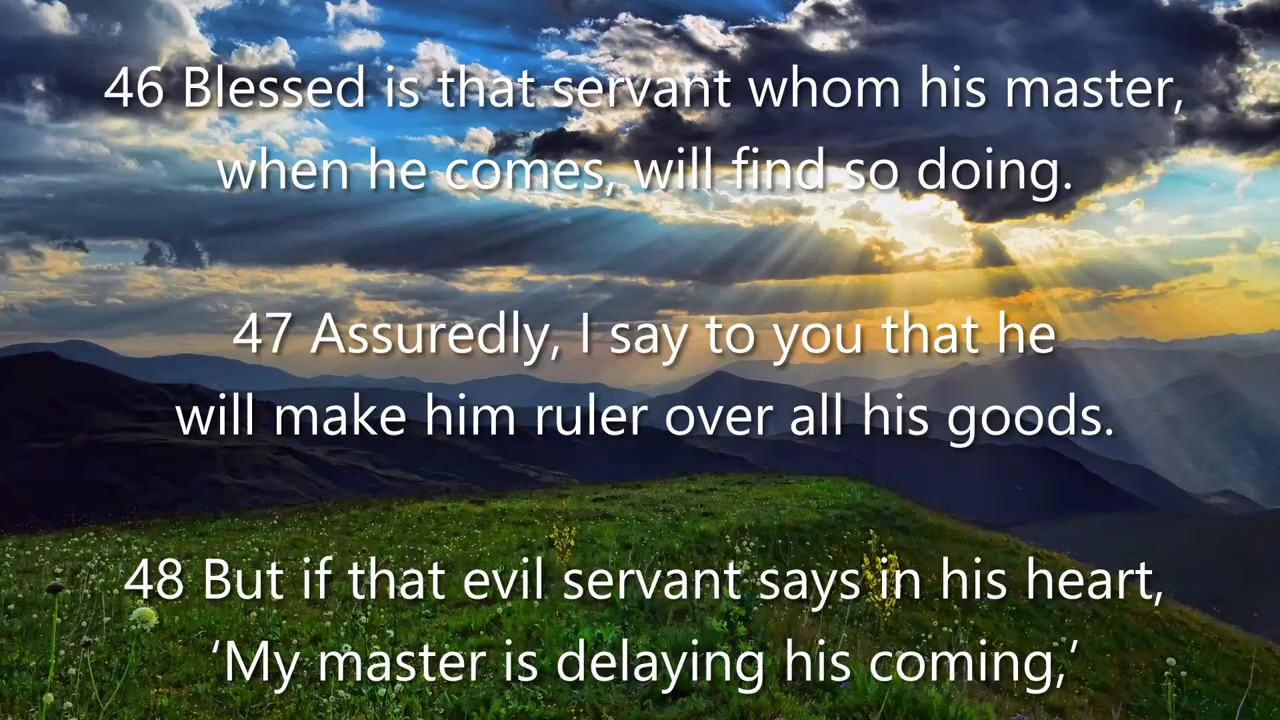 46 Blessed is that servant whom his master,
when he comes, will find so doing.
47 Assuredly, I say to you that he
will make him ruler over all his goods.
48 But if that evil servant says in his heart,
‘My master is delaying his coming,’